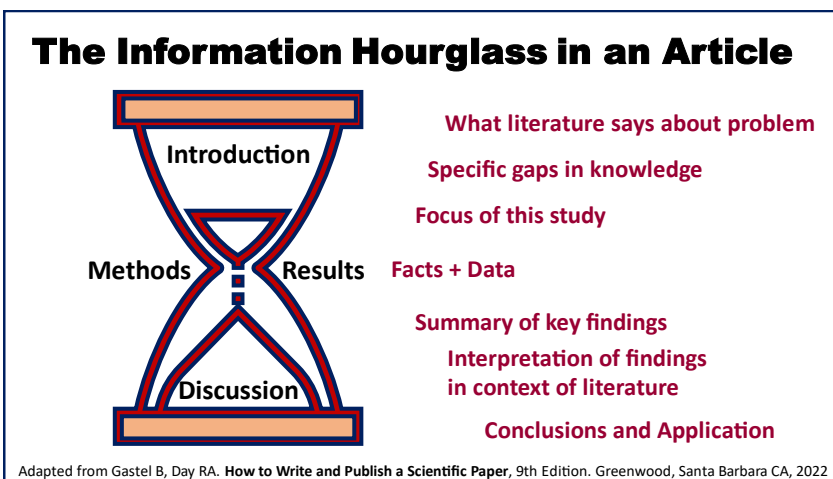 The Information Hourglass in an Article
Introduction
What literature says about problem
Specific gaps in knowledge
Focus of this study
Methods
Results
Facts + Data
Summary of key findings
Interpretation of findings
in context of literature
Discussion
Conclusions and Application
Adapted from Gastel B, Day RA. How to Write and Publish a Scientific Paper, 9th Edition. Greenwood, Santa Barbara CA, 2022